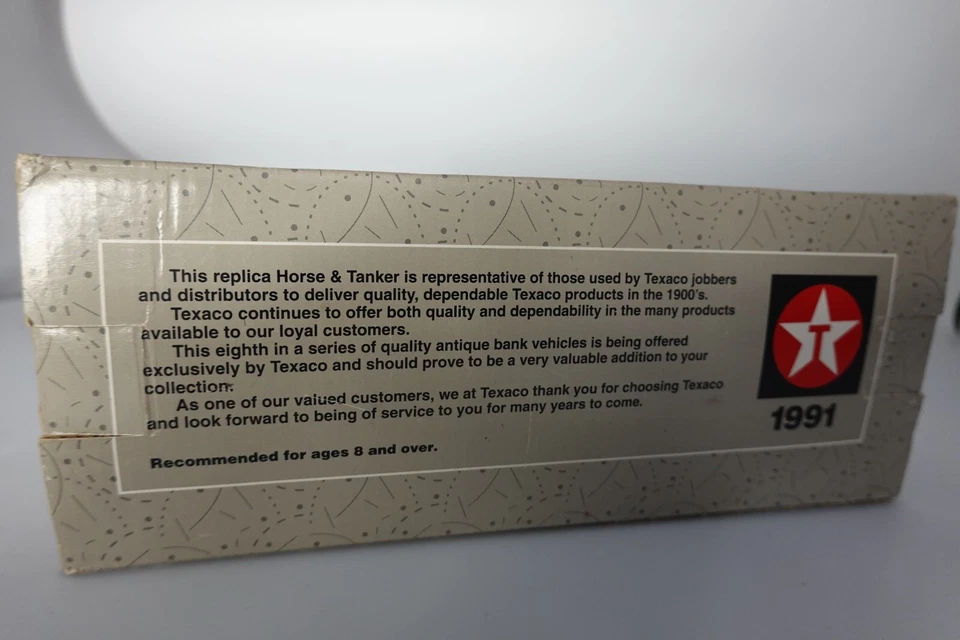 This replica Horse & Tanker is representative of those used by Texaco jobbers
and distributors to deliver quality, dependable Texaco products in the 1900's.
Texaco continues to offer both quality and dependability in the many products
available to our loyal customers.
This eighth in a series of quality antique bank vehicles is being offered
exclusively by Texaco and should prove to be a very valuable addition to your
collection.
As one of our valued customers, we at Texaco thank you for choosing Texaco
and look forward to being of service to you for many years to come.
Recommended for ages 8 and over.
T
1991